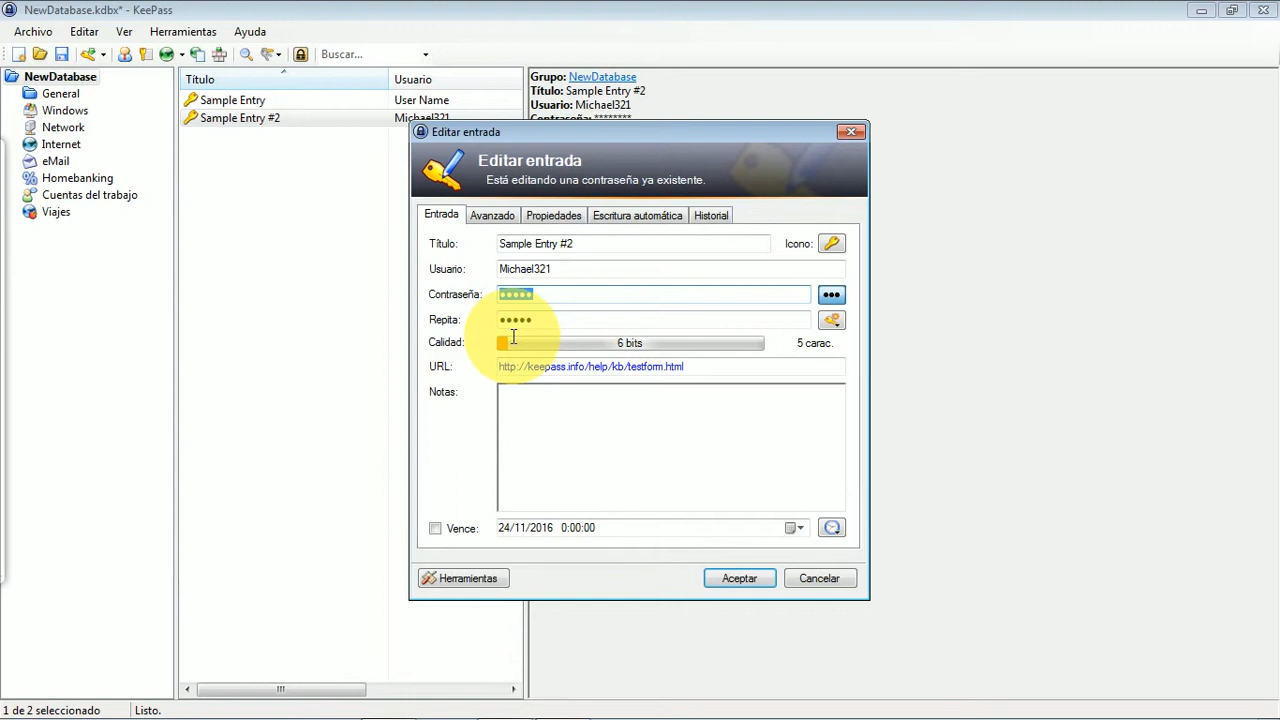 NewDatabase.kdbx* - KeePass
Archivo Editar Ver Herramientas Ayuda
Buscar...
NewDatabase
General
Windows
Network
Internet
eMail
Homebanking
Cuentas del trabajo
Viajes
Título Usuario
Sample Entry User Name
Sample Entry #2 Michael321
Grupo: NewDatabase
Título: Sample Entry #2
Usuario: Michael321
Contraseña: ********
Editar entrada
Editar entrada
Está editando una contraseña ya existente.
Entrada Avanzado Propiedades Escritura automática Historial
Título: Sample Entry #2 Icono:
Usuario: Michael321
Contraseña: ●●●●● ●●●
Repita: ●●●●●
Calidad: 6 bits 5 carac.
URL: http://keepass.info/help/kb/testform.html
Notas:
Vence: 24/11/2016 0:00:00
Herramientas Aceptar Cancelar
1 de 2 seleccionado Listo.